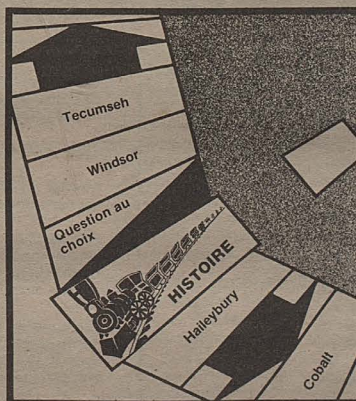 Tecumseh
Windsor
Question au
choix
HISTOIRE
Haileybury
Cobalt